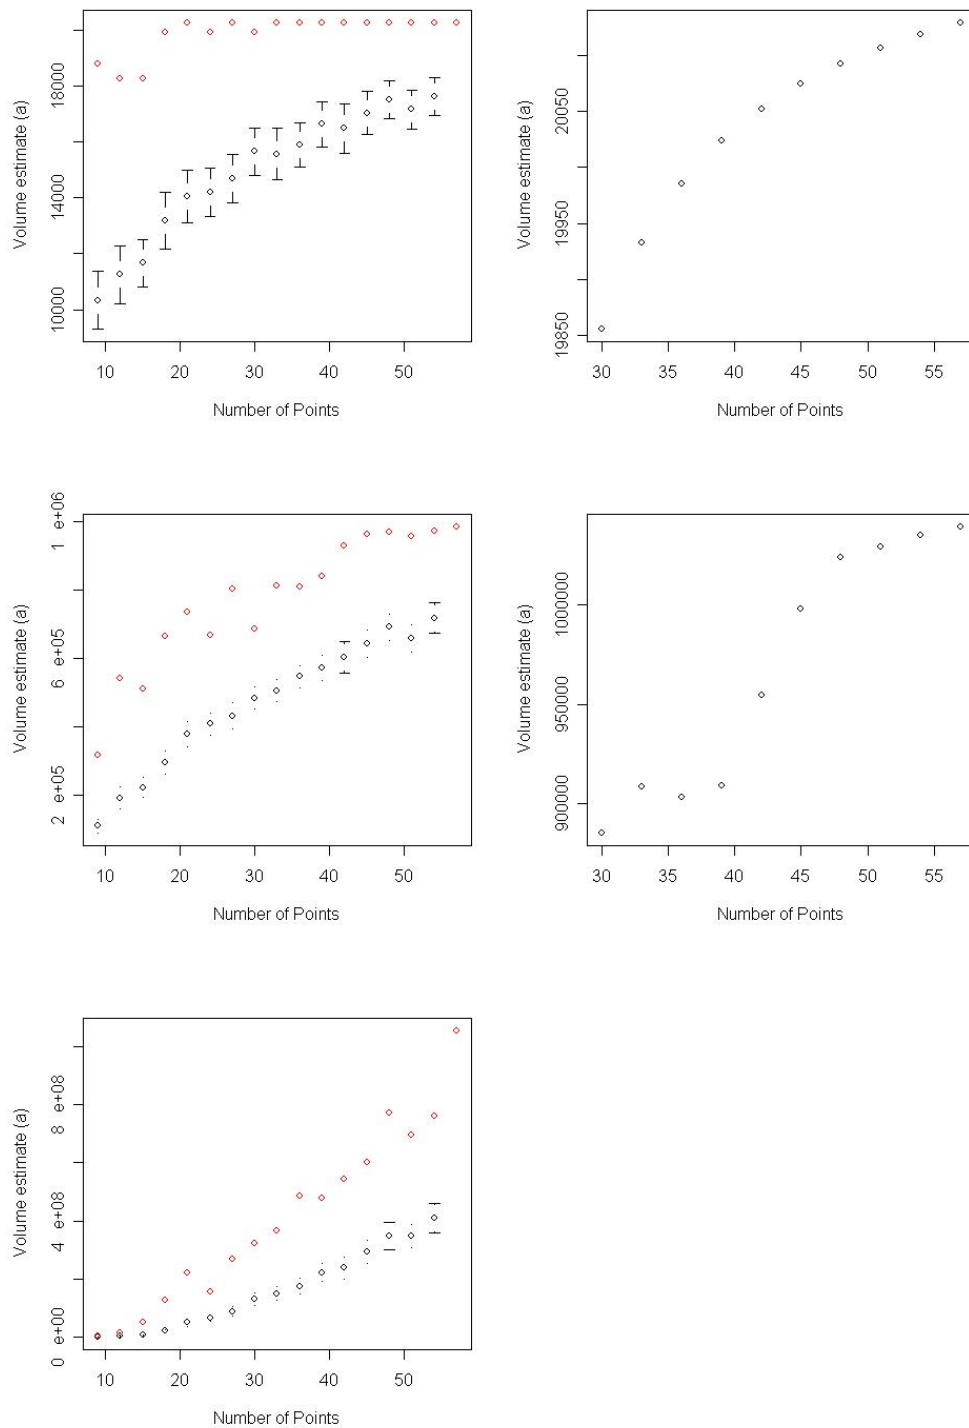 Volume estimate (a)
10000
14000
18000
10
20
30
40
50
Number of Points
Volume estimate (a)
19850
19950
20050
30
35
40
45
50
55
Number of Points
Volume estimate (a)
2 e+05
6 e+05
1 e+06
10
20
30
40
50
Number of Points
Volume estimate (a)
900000
950000
1000000
30
35
40
45
50
55
Number of Points
Volume estimate (a)
0 e+00
4 e+08
8 e+08
10
20
30
40
50
Number of Points